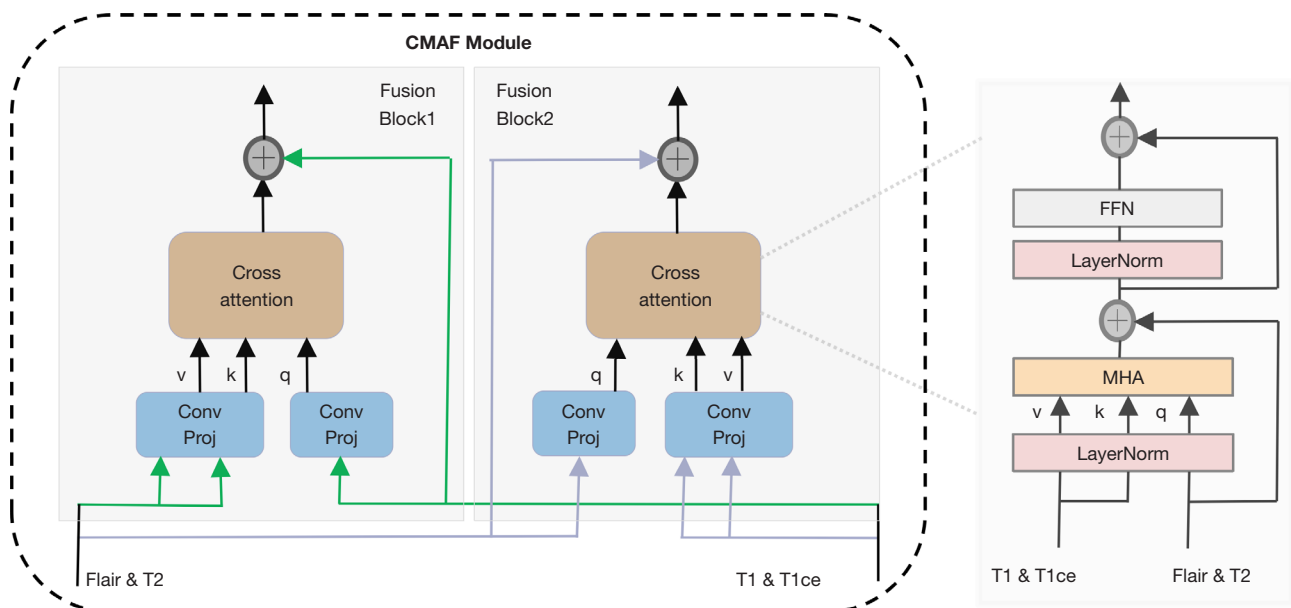 CMAF Module
Fusion
Block1
Fusion
Block2
Cross
attention
Cross
attention
v k q
q k v
Conv
Proj
Conv
Proj
Conv
Proj
Conv
Proj
Flair & T2
T1 & T1ce
FFN
LayerNorm
MHA
v k q
LayerNorm
T1 & T1ce
Flair & T2